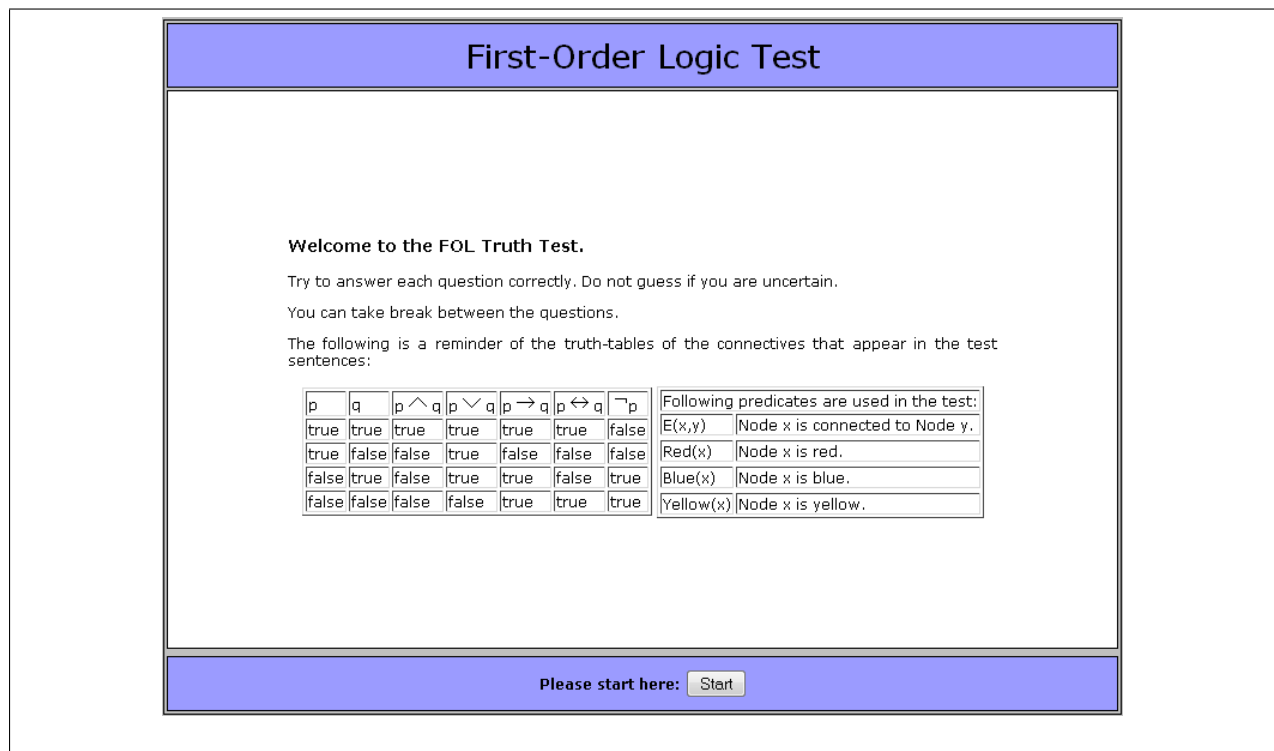 First-Order Logic Test
Welcome to the FOL Truth Test.
Try to answer each question correctly. Do not guess if you are uncertain.
You can take break between the questions.
The following is a reminder of the truth-tables of the connectives that appear in the test
sentences:
p q p ∧ q p ∨ q p → q p ↔ q ¬p
true true true true true true false
true false false true false false false
false true false true true false true
false false false false true true true
Following predicates are used in the test:
E(x,y) Node x is connected to Node y.
Red(x) Node x is red.
Blue(x) Node x is blue.
Yellow(x) Node x is yellow.
Please start here: Start